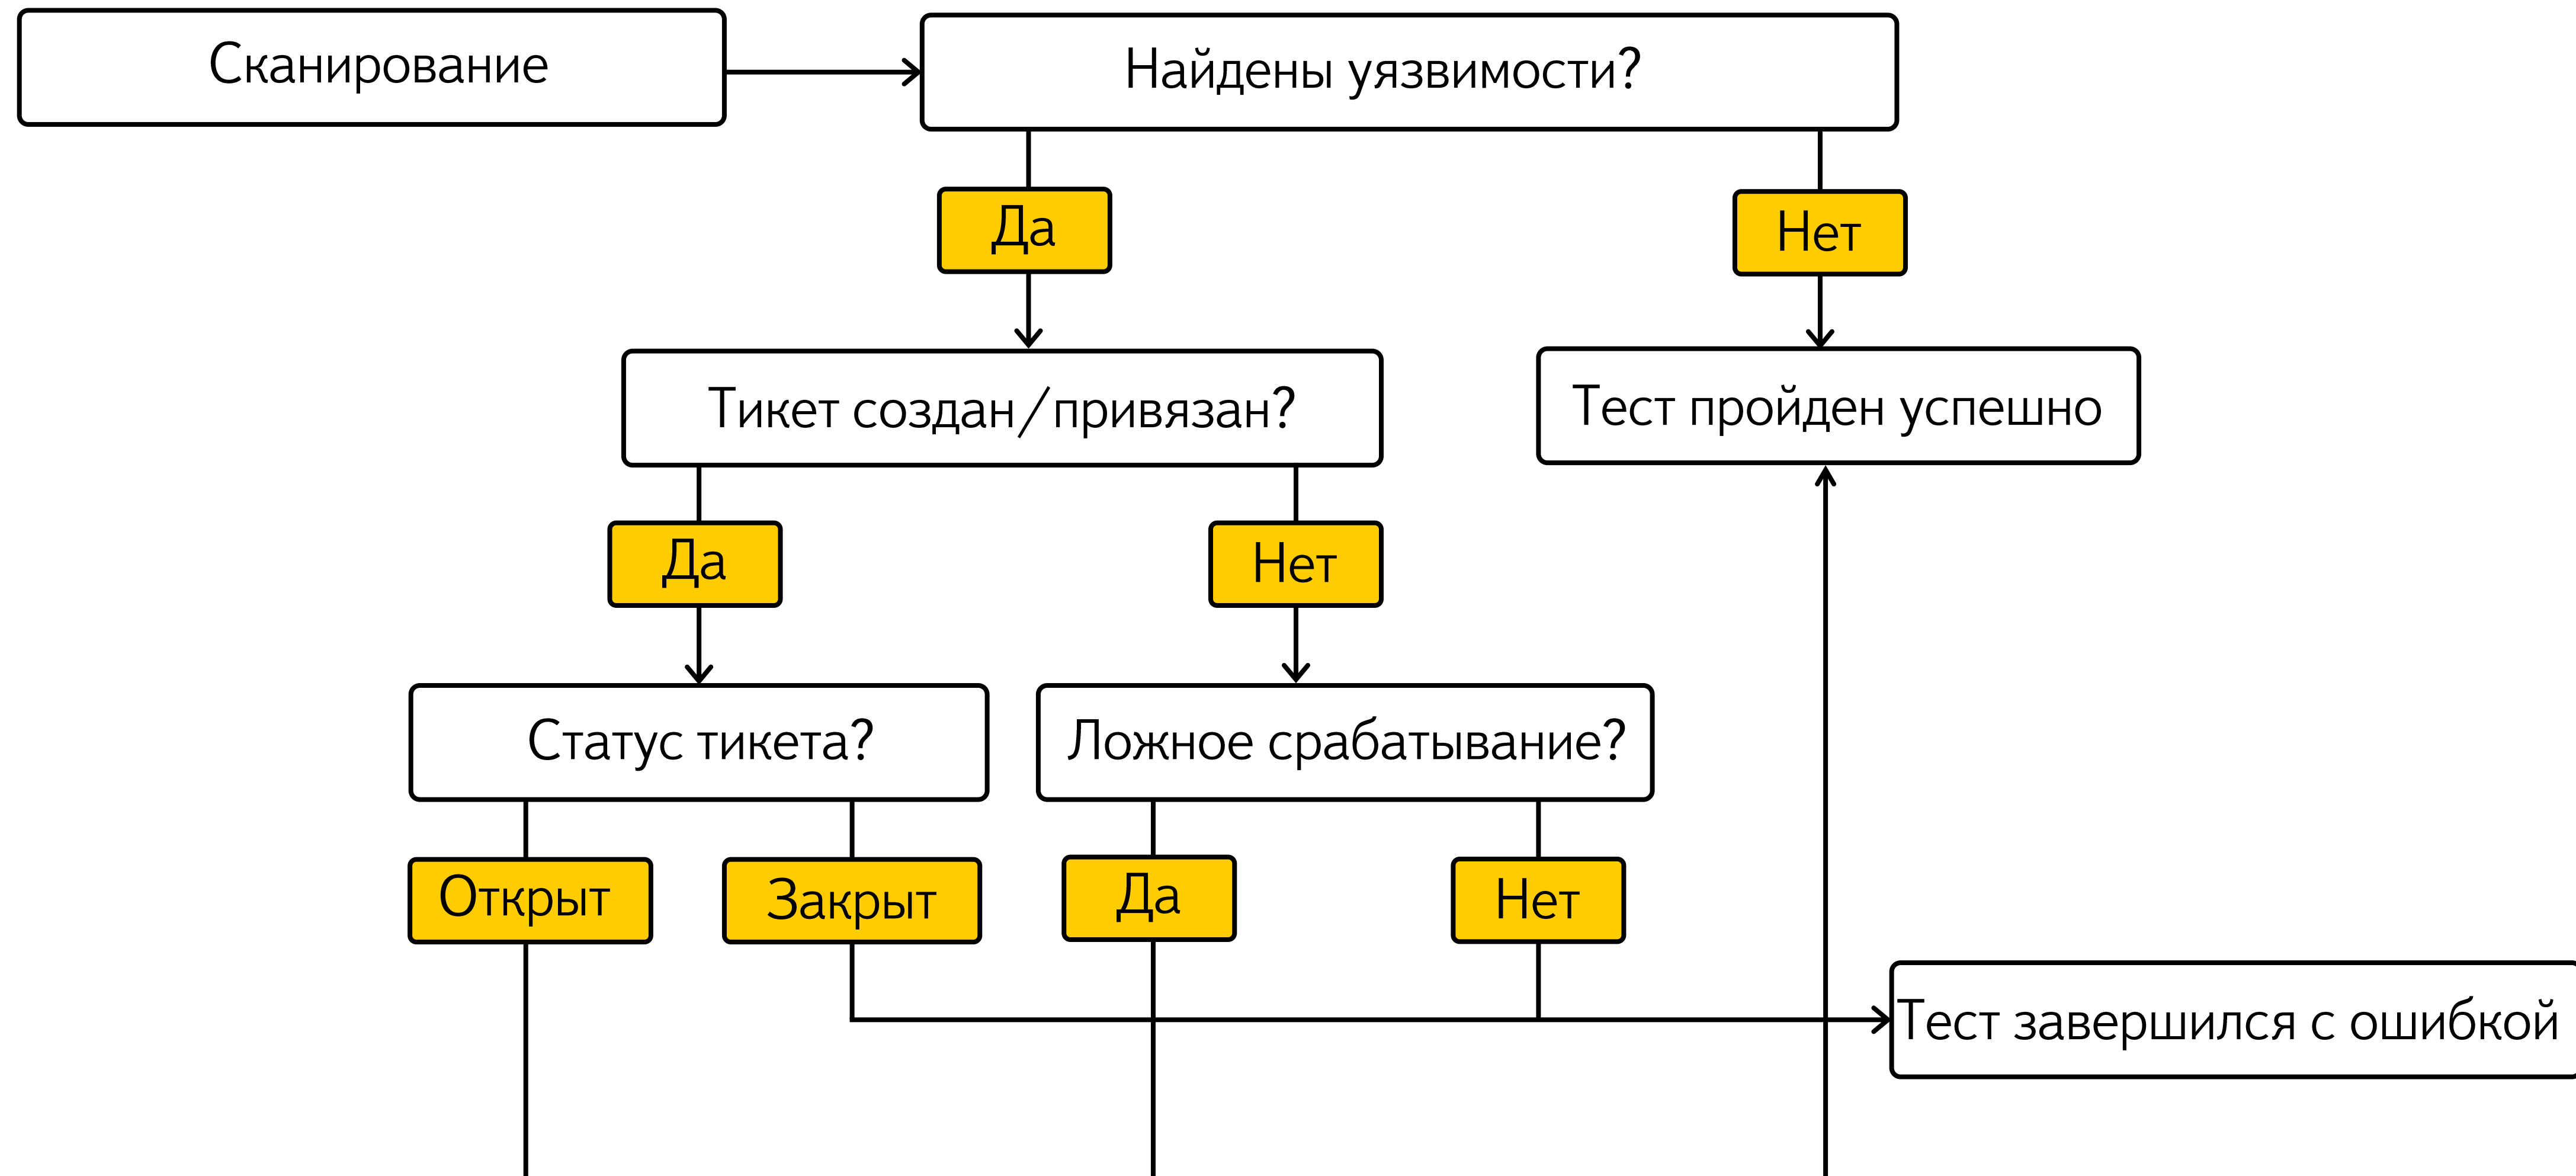 Сканирование
Найдены уязвимости?
Да
Нет
Тикет создан/привязан?
Тест пройден успешно
Да
Нет
Статус тикета?
Ложное срабатывание?
Открыт
Закрыт
Да
Нет
Тест завершился с ошибкой